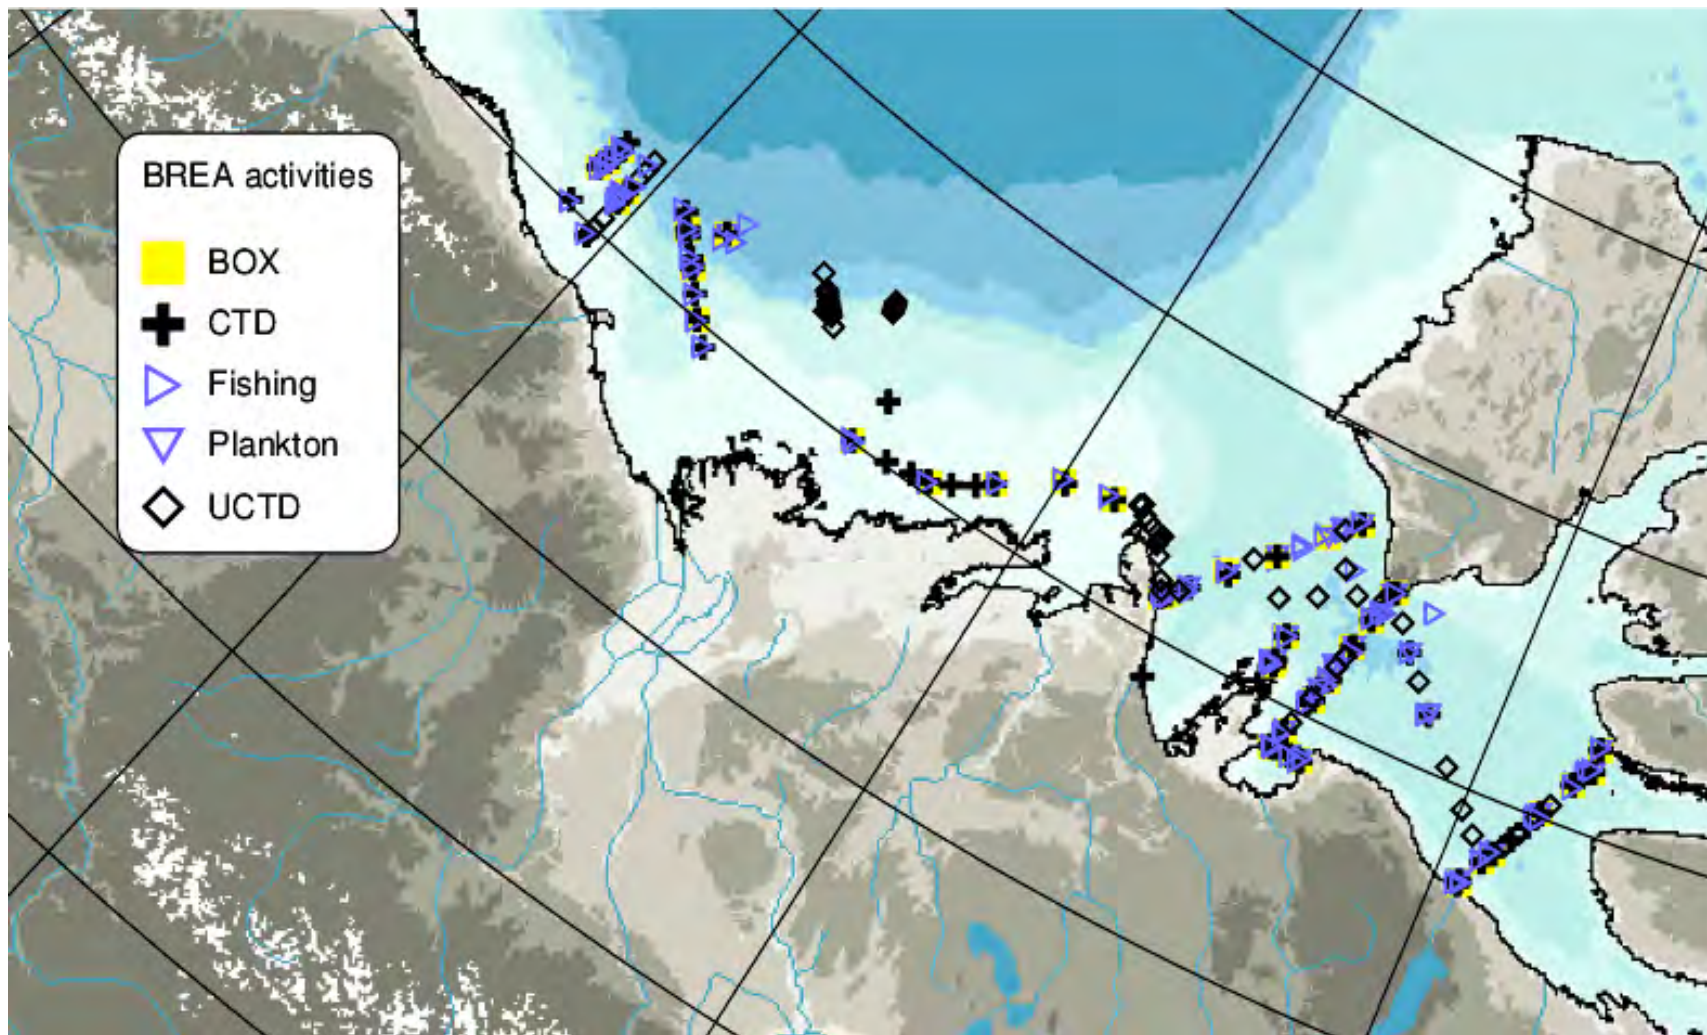 BREA activities
BOX
CTD
Fishing
Plankton
UCTD